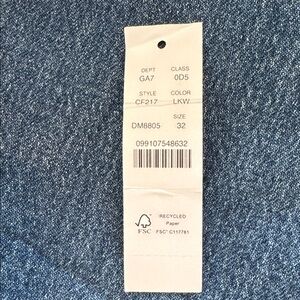 DEPT CLASS
GA7 0D5
STYLE COLOR
CF217 LKW
SIZE
DM8805 32
099107548632
RECYCLED
Paper
FSC FSC® C117781